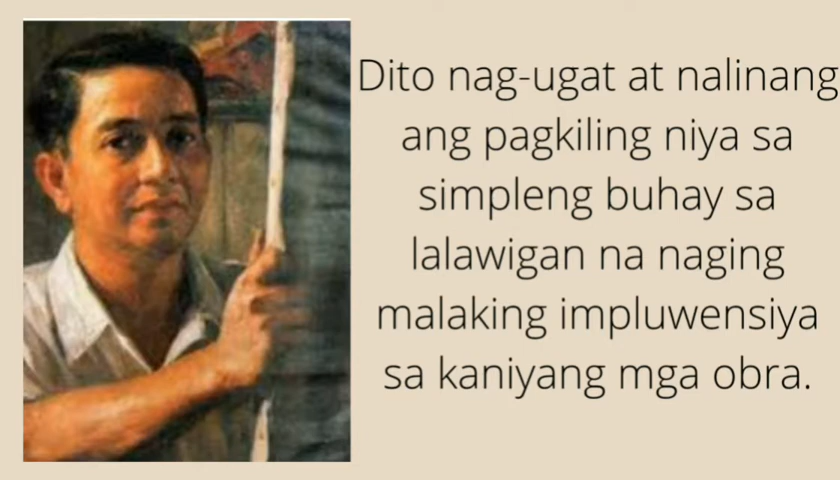 Dito nag-ugat at nalinang
ang pagkiling niya sa
simpleng buhay sa
lalawigan na naging
malaking impluwensiya
sa kaniyang mga obra.